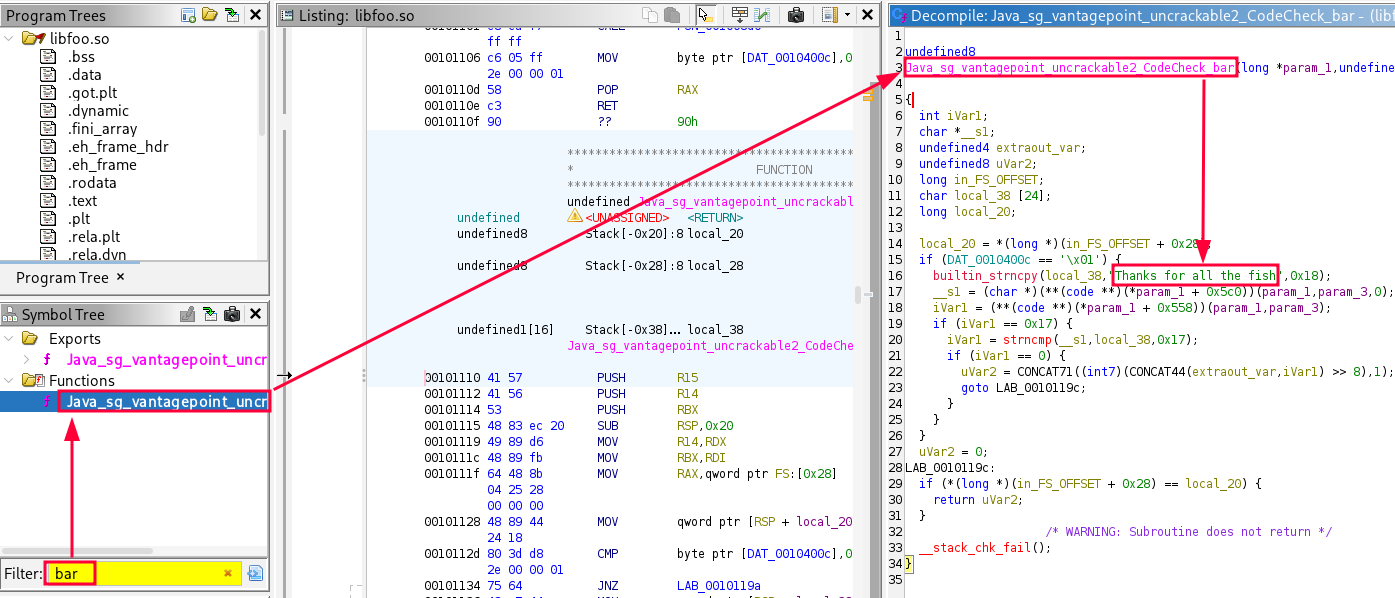 Program Trees
libfoo.so
.bss
.data
.got.plt
.dynamic
.fini_array
.eh_frame_hdr
.eh_frame
.rodata
.text
.plt
.rela.plt
.rela.dyn
Program Tree ×
Symbol Tree
Exports
f Java_sg_vantagepoint_uncr
Functions
f Java_sg_vantagepoint_uncr
Filter: bar
Listing: libfoo.so
ff ff
00101106 c6 05 ff MOV byte ptr [DAT_0010400c],0
2e 00 00 01
0010110d 58 POP RAX
0010110e c3 RET
0010110f 90 ?? 90h
******************************************
* FUNCTION
******************************************
undefined Java_sg_vantagepoint_uncrackabl
undefined <UNASSIGNED> <RETURN>
undefined8 Stack[-0x20]:8 local_20
undefined8 Stack[-0x28]:8 local_28
undefined1[16] Stack[-0x38]... local_38
Java_sg_vantagepoint_uncrackable2_CodeChe
00101110 41 57 PUSH R15
00101112 41 56 PUSH R14
00101114 53 PUSH RBX
00101115 48 83 ec 20 SUB RSP,0x20
00101119 49 89 d6 MOV R14,RDX
0010111c 48 89 fb MOV RBX,RDI
0010111f 64 48 8b MOV RAX,qword ptr FS:[0x28]
04 25 28
00 00 00
00101128 48 89 44 MOV qword ptr [RSP + local_20
24 18
0010112d 80 3d d8 CMP byte ptr [DAT_0010400c],0
2e 00 00 01
00101134 75 64 JNZ LAB_0010119a
Decompile: Java_sg_vantagepoint_uncrackable2_CodeCheck_bar - (lib
1
2 undefined8
3 Java_sg_vantagepoint_uncrackable2_CodeCheck_bar(long *param_1,undefine
4
5 {
6 int iVar1;
7 char *__s1;
8 undefined4 extraout_var;
9 undefined8 uVar2;
10 long in_FS_OFFSET;
11 char local_38 [24];
12 long local_20;
13
14 local_20 = *(long *)(in_FS_OFFSET + 0x28);
15 if (DAT_0010400c == '\x01') {
16 builtin_strncpy(local_38,"Thanks for all the fish",0x18);
17 __s1 = (char *)(**(code **)(*param_1 + 0x5c0))(param_1,param_3,0);
18 iVar1 = (**(code **)(*param_1 + 0x558))(param_1,param_3);
19 if (iVar1 == 0x17) {
20 iVar1 = strncmp(__s1,local_38,0x17);
21 if (iVar1 == 0) {
22 uVar2 = CONCAT71((int7)(CONCAT44(extraout_var,iVar1) >> 8),1);
23 goto LAB_0010119c;
24 }
25 }
26 }
27 uVar2 = 0;
28 LAB_0010119c:
29 if (*(long *)(in_FS_OFFSET + 0x28) == local_20) {
30 return uVar2;
31 }
32 /* WARNING: Subroutine does not return */
33 __stack_chk_fail();
34 }
35